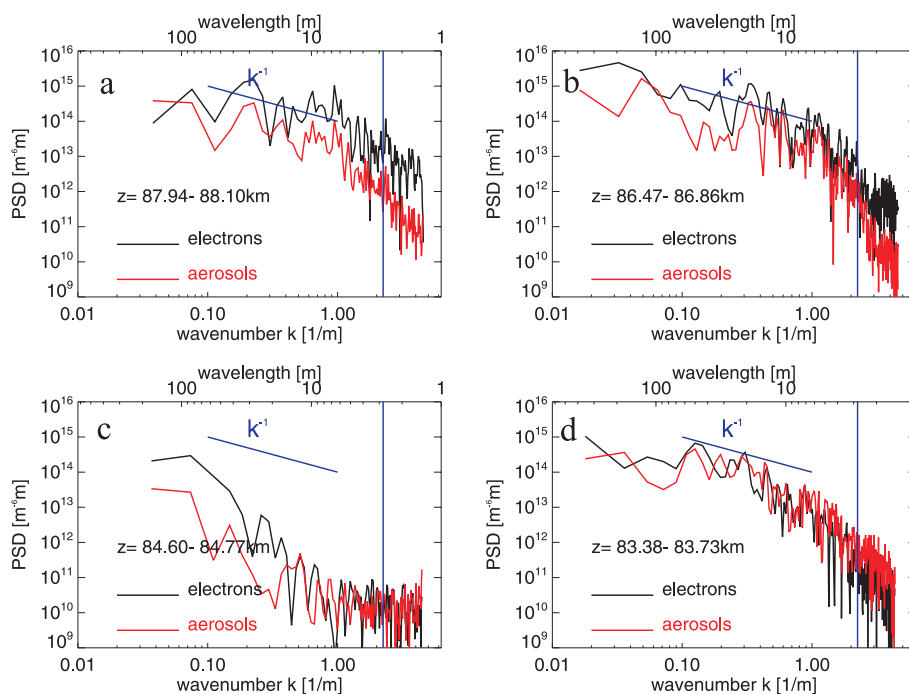 wavelength [m]
100 10 1
10^16
10^15
10^14
10^13
10^12
10^11
10^10
10^9
PSD [m^-6m]
a
k^-1
z= 87.94- 88.10km
electrons
aerosols
0.01 0.10 1.00
wavenumber k [1/m]
wavelength [m]
100 10 1
10^16
10^15
10^14
10^13
10^12
10^11
10^10
10^9
PSD [m^-6m]
b
k^-1
z= 86.47- 86.86km
electrons
aerosols
0.01 0.10 1.00
wavenumber k [1/m]
wavelength [m]
100 10 1
10^16
10^15
10^14
10^13
10^12
10^11
10^10
10^9
PSD [m^-6m]
c
k^-1
z= 84.60- 84.77km
electrons
aerosols
0.01 0.10 1.00
wavenumber k [1/m]
wavelength [m]
100 10 1
10^16
10^15
10^14
10^13
10^12
10^11
10^10
10^9
PSD [m^-6m]
d
k^-1
z= 83.38- 83.73km
electrons
aerosols
0.01 0.10 1.00
wavenumber k [1/m]